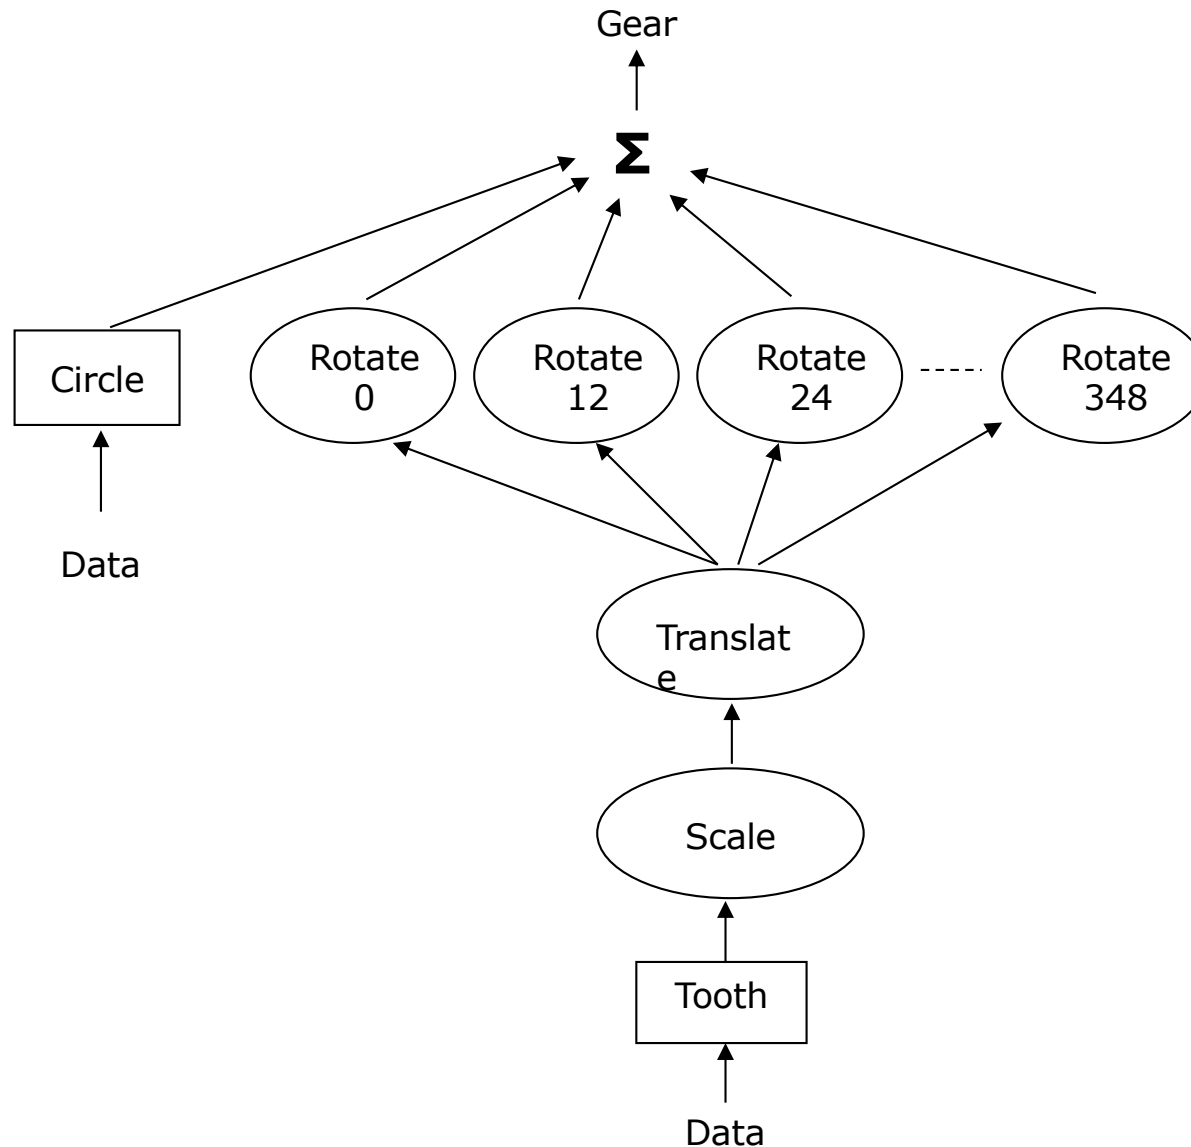 Gear
Σ
Circle
Rotate
0
Rotate
12
Rotate
24
Rotate
348
Data
Translat
e
Scale
Tooth
Data